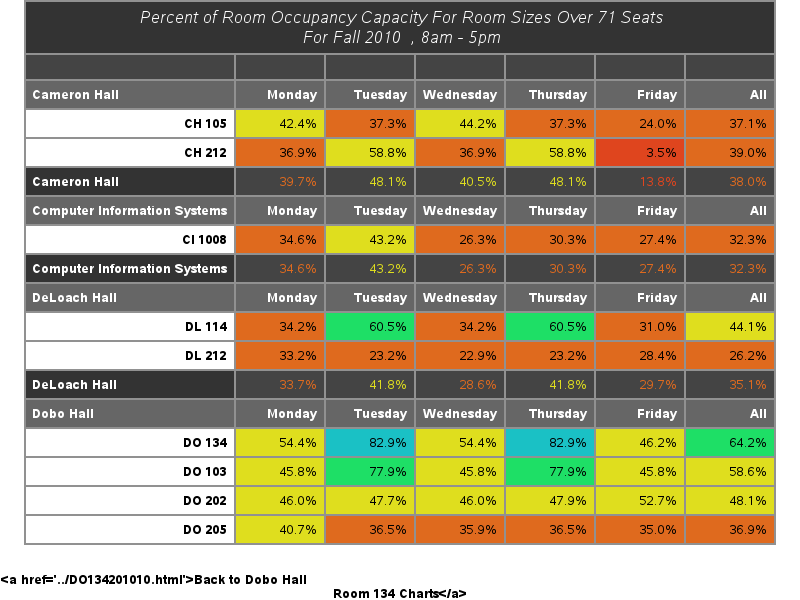 Percent of Room Occupancy Capacity For Room Sizes Over 71 Seats
For Fall 2010 , 8am - 5pm
Cameron Hall Monday Tuesday Wednesday Thursday Friday All
CH 105 42.4% 37.3% 44.2% 37.3% 24.0% 37.1%
CH 212 36.9% 58.8% 36.9% 58.8% 3.5% 39.0%
Cameron Hall 39.7% 48.1% 40.5% 48.1% 13.8% 38.0%
Computer Information Systems Monday Tuesday Wednesday Thursday Friday All
CI 1008 34.6% 43.2% 26.3% 30.3% 27.4% 32.3%
Computer Information Systems 34.6% 43.2% 26.3% 30.3% 27.4% 32.3%
DeLoach Hall Monday Tuesday Wednesday Thursday Friday All
DL 114 34.2% 60.5% 34.2% 60.5% 31.0% 44.1%
DL 212 33.2% 23.2% 22.9% 23.2% 28.4% 26.2%
DeLoach Hall 33.7% 41.8% 28.6% 41.8% 29.7% 35.1%
Dobo Hall Monday Tuesday Wednesday Thursday Friday All
DO 134 54.4% 82.9% 54.4% 82.9% 46.2% 64.2%
DO 103 45.8% 77.9% 45.8% 77.9% 45.8% 58.6%
DO 202 46.0% 47.7% 46.0% 47.9% 52.7% 48.1%
DO 205 40.7% 36.5% 35.9% 36.5% 35.0% 36.9%
<a href='../DO134201010.html'>Back to Dobo Hall
Room 134 Charts</a>